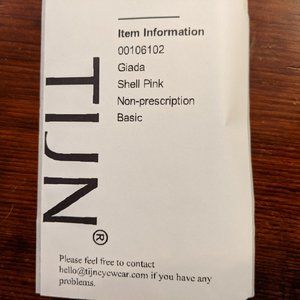 Item Information
00106102
Giada
Shell Pink
Non-prescription
Basic
TIJN®
Please feel free to contact
hello@tijneyewear.com if you have any
problems.